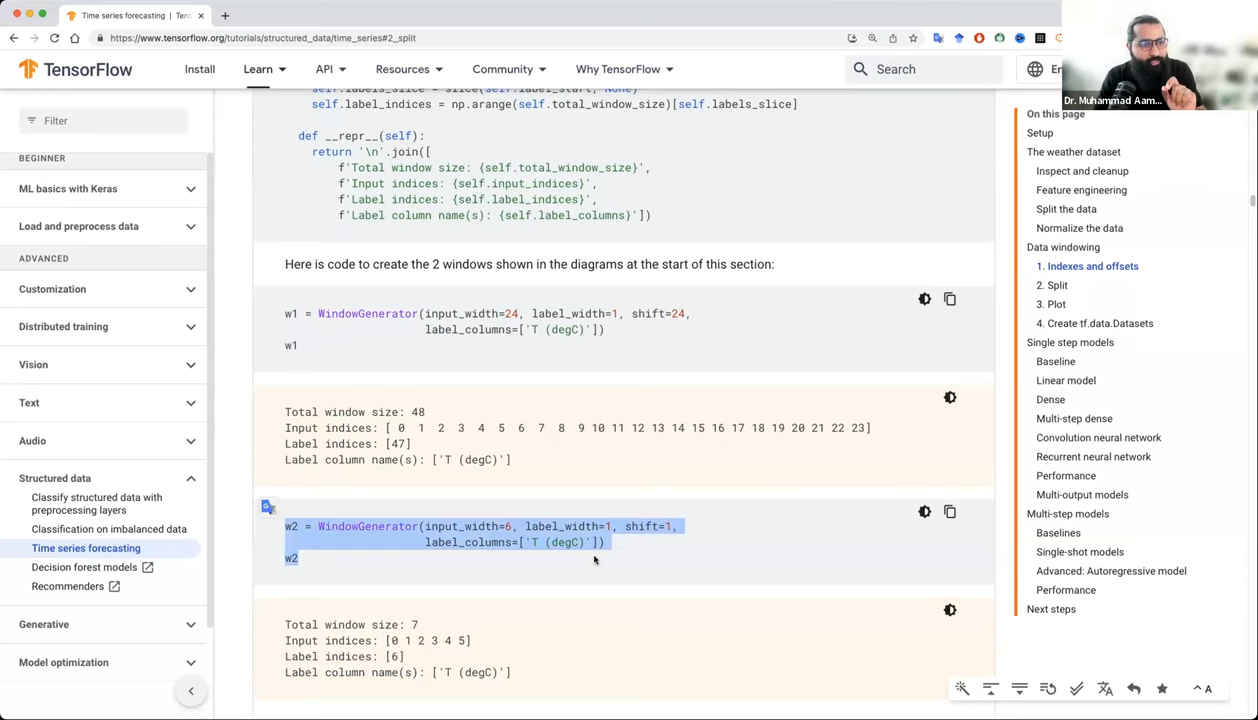 Time series forecasting | Tens
https://www.tensorflow.org/tutorials/structured_data/time_series#2_split
TensorFlow
Install
Learn
API
Resources
Community
Why TensorFlow
Search
En
Dr. Muhammad Aam...
Filter
BEGINNER
ML basics with Keras
Load and preprocess data
ADVANCED
Customization
Distributed training
Vision
Text
Audio
Structured data
Classify structured data with
preprocessing layers
Classification on imbalanced data
Time series forecasting
Decision forest models
Recommenders
Generative
Model optimization
self.labels_slice = slice(self.label_start, None)
self.label_indices = np.arange(self.total_window_size)[self.labels_slice]
def __repr__(self):
return '\n'.join([
f'Total window size: {self.total_window_size}',
f'Input indices: {self.input_indices}',
f'Label indices: {self.label_indices}',
f'Label column name(s): {self.label_columns}'])
Here is code to create the 2 windows shown in the diagrams at the start of this section:
w1 = WindowGenerator(input_width=24, label_width=1, shift=24,
label_columns=['T (degC)'])
w1
Total window size: 48
Input indices: [ 0 1 2 3 4 5 6 7 8 9 10 11 12 13 14 15 16 17 18 19 20 21 22 23]
Label indices: [47]
Label column name(s): ['T (degC)']
w2 = WindowGenerator(input_width=6, label_width=1, shift=1,
label_columns=['T (degC)'])
w2
Total window size: 7
Input indices: [0 1 2 3 4 5]
Label indices: [6]
Label column name(s): ['T (degC)']
On this page
Setup
The weather dataset
Inspect and cleanup
Feature engineering
Split the data
Normalize the data
Data windowing
1. Indexes and offsets
2. Split
3. Plot
4. Create tf.data.Datasets
Single step models
Baseline
Linear model
Dense
Multi-step dense
Convolution neural network
Recurrent neural network
Performance
Multi-output models
Multi-step models
Baselines
Single-shot models
Advanced: Autoregressive model
Performance
Next steps
A